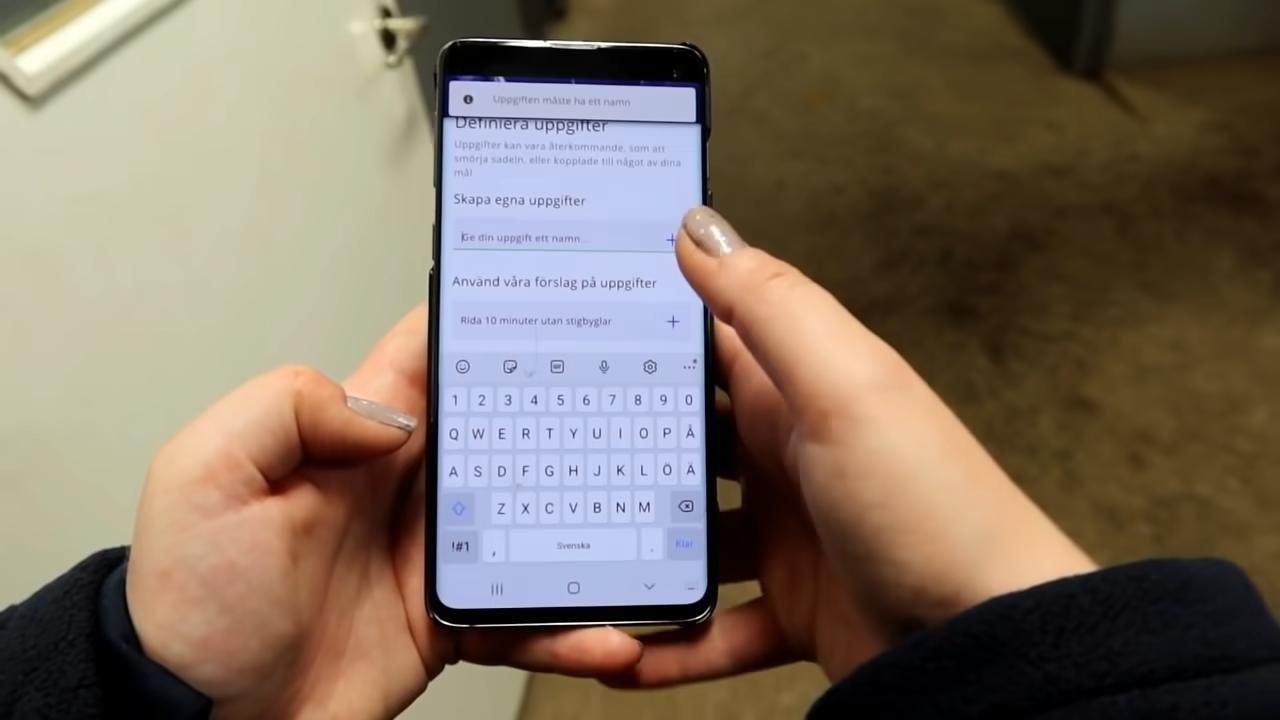 Uppgiften måste ha ett namn
Definiera uppgifter
Uppgifter kan vara återkommande, som att
smörja sadeln, eller kopplade till något av dina
mål
Skapa egna uppgifter
Ge din uppgift ett namn...
Använd våra förslag på uppgifter
Rida 10 minuter utan stigbyglar
1 2 3 4 5 6 7 8 9 0
Q W E R T Y U I O P Å
A S D F G H J K L Ö Ä
Z X C V B N M
!#1 , Svenska . Klar